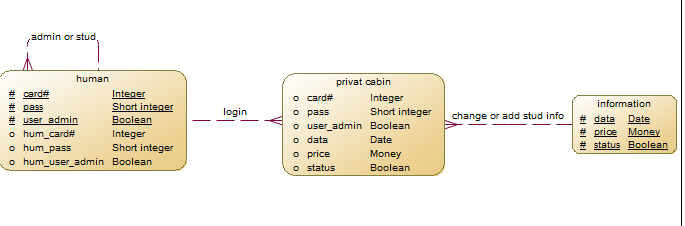 admin or stud
human
# card# Integer
# pass Short integer
# user_admin Boolean
o hum_card# Integer
o hum_pass Short integer
o hum_user_admin Boolean
login
privat cabin
o card# Integer
o pass Short integer
o user_admin Boolean
o data Date
o price Money
o status Boolean
change or add stud info
information
# data Date
# price Money
# status Boolean